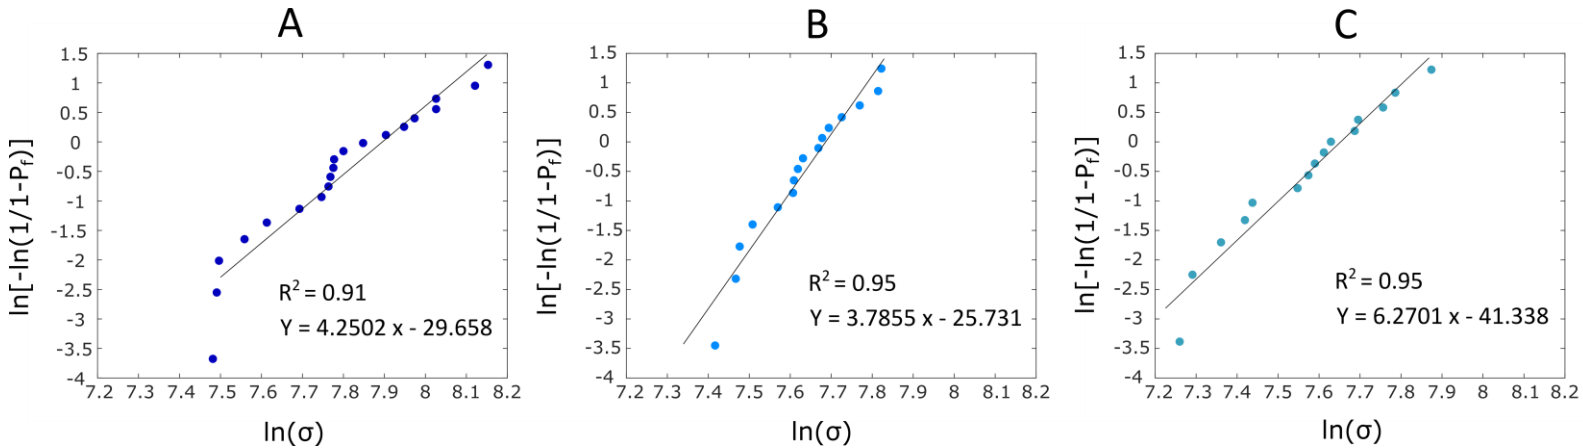 A
1.5
1
0.5
0
-0.5
-1
-1.5
-2
-2.5
-3
-3.5
-4
ln[-ln(1/1-P_f)]
R² = 0.91
Y = 4.2502 x - 29.658
7.2 7.3 7.4 7.5 7.6 7.7 7.8 7.9 8 8.1 8.2
ln(σ)
B
1.5
1
0.5
0
-0.5
-1
-1.5
-2
-2.5
-3
-3.5
-4
ln[-ln(1/1-P_f)]
R² = 0.95
Y = 3.7855 x - 25.731
7.2 7.3 7.4 7.5 7.6 7.7 7.8 7.9 8 8.1 8.2
ln(σ)
C
1.5
1
0.5
0
-0.5
-1
-1.5
-2
-2.5
-3
-3.5
-4
ln[-ln(1/1-P_f)]
R² = 0.95
Y = 6.2701 x - 41.338
7.2 7.3 7.4 7.5 7.6 7.7 7.8 7.9 8 8.1 8.2
ln(σ)